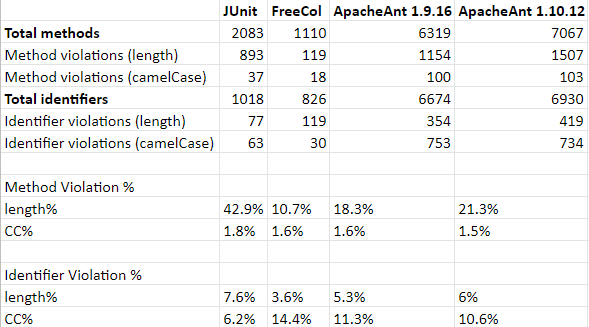 JUnit FreeCol ApacheAnt 1.9.16 ApacheAnt 1.10.12
Total methods 2083 1110 6319 7067
Method violations (length) 893 119 1154 1507
Method violations (camelCase) 37 18 100 103
Total identifiers 1018 826 6674 6930
Identifier violations (length) 77 119 354 419
Identifier violations (camelCase) 63 30 753 734
Method Violation %
length% 42.9% 10.7% 18.3% 21.3%
CC% 1.8% 1.6% 1.6% 1.5%
Identifier Violation %
length% 7.6% 3.6% 5.3% 6%
CC% 6.2% 14.4% 11.3% 10.6%